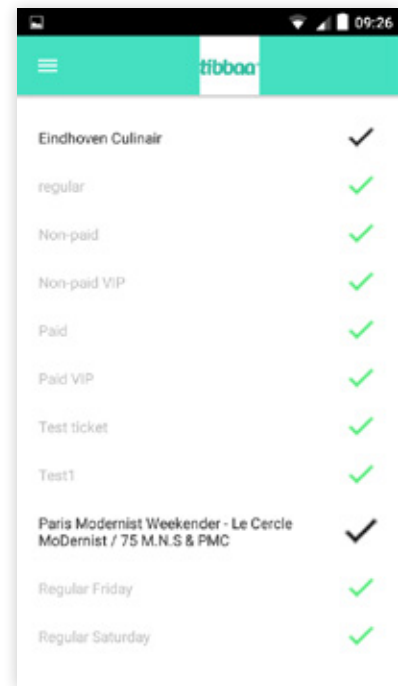 09:26
tibbaa
Eindhoven Culinair
regular
Non-paid
Non-paid VIP
Paid
Paid VIP
Test ticket
Test1
Paris Modernist Weekender - Le Cercle
MoDernist / 75 M.N.S & PMC
Regular Friday
Regular Saturday